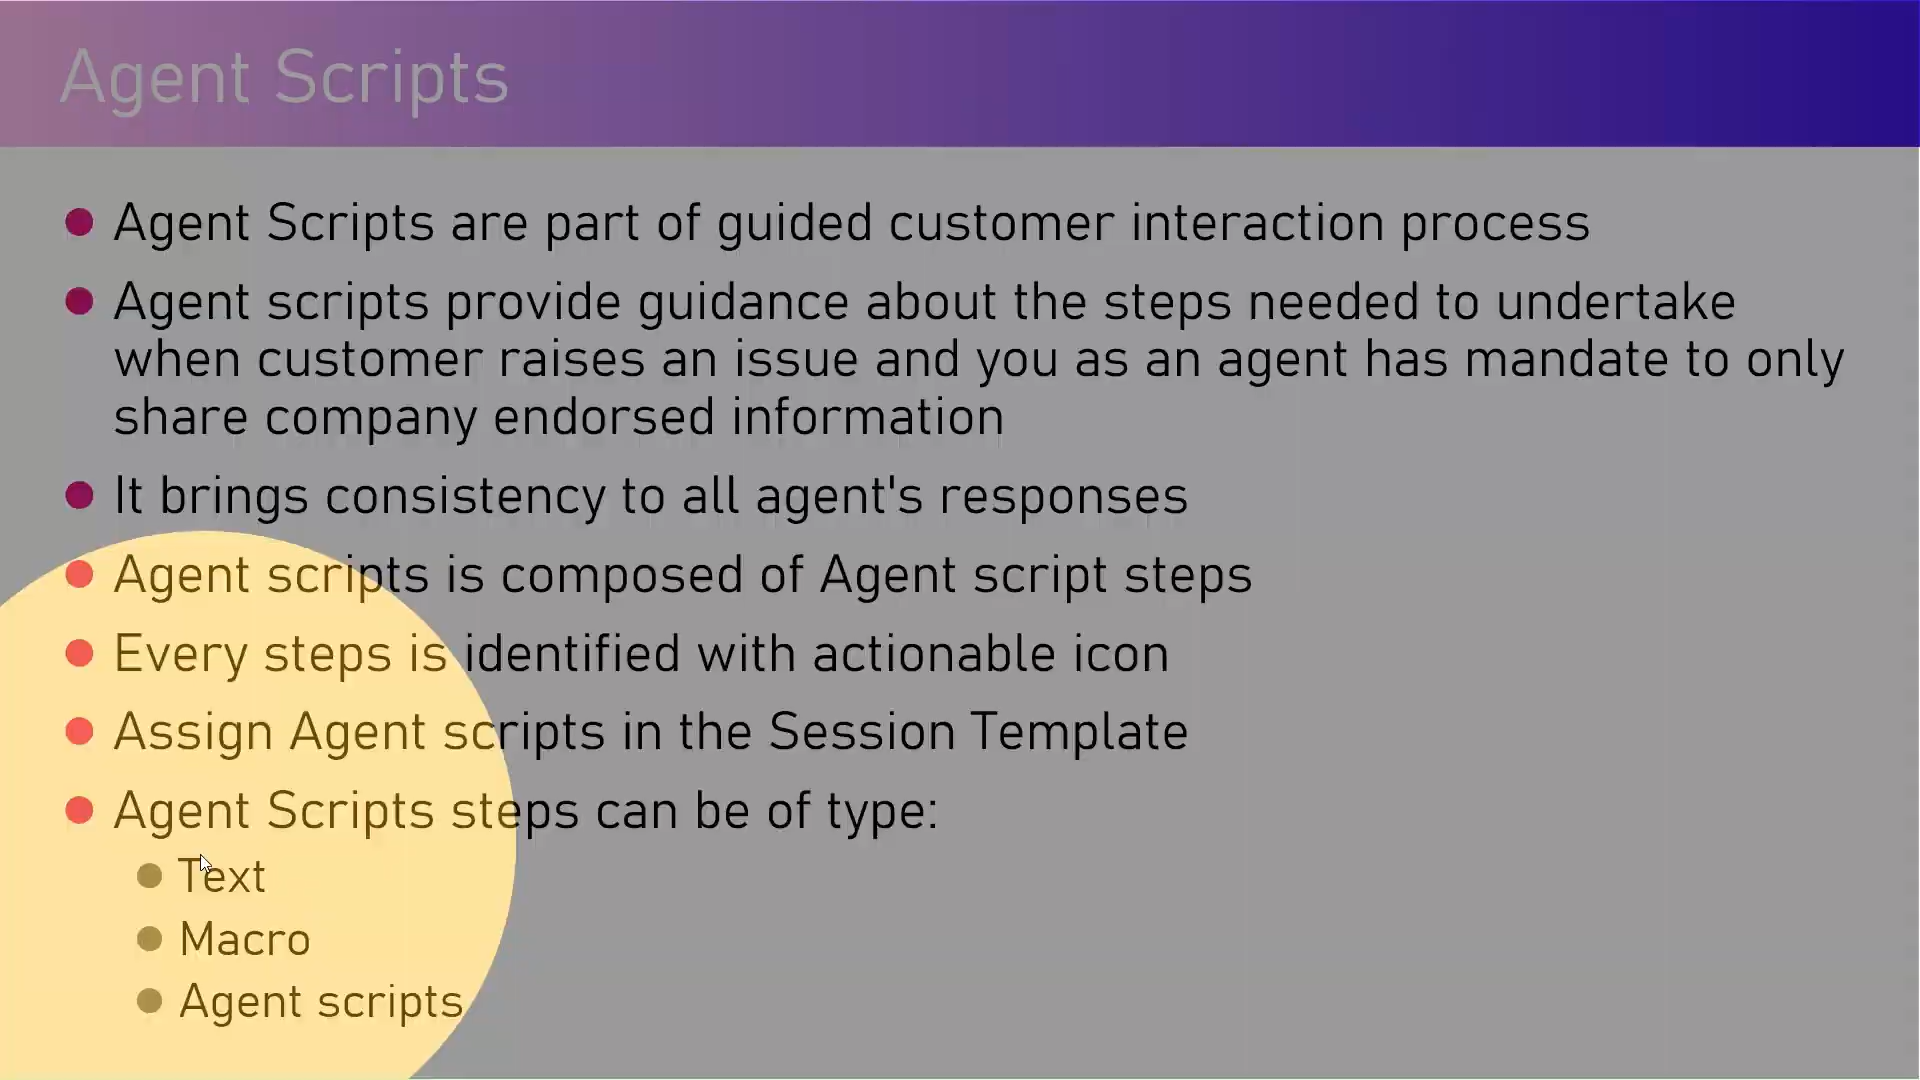 Agent Scripts
Agent Scripts are part of guided customer interaction process
Agent scripts provide guidance about the steps needed to undertake
when customer raises an issue and you as an agent has mandate to only
share company endorsed information
It brings consistency to all agent's responses
Agent scripts is composed of Agent script steps
Every steps is identified with actionable icon
Assign Agent scripts in the Session Template
Agent Scripts steps can be of type:
Text
Macro
Agent scripts